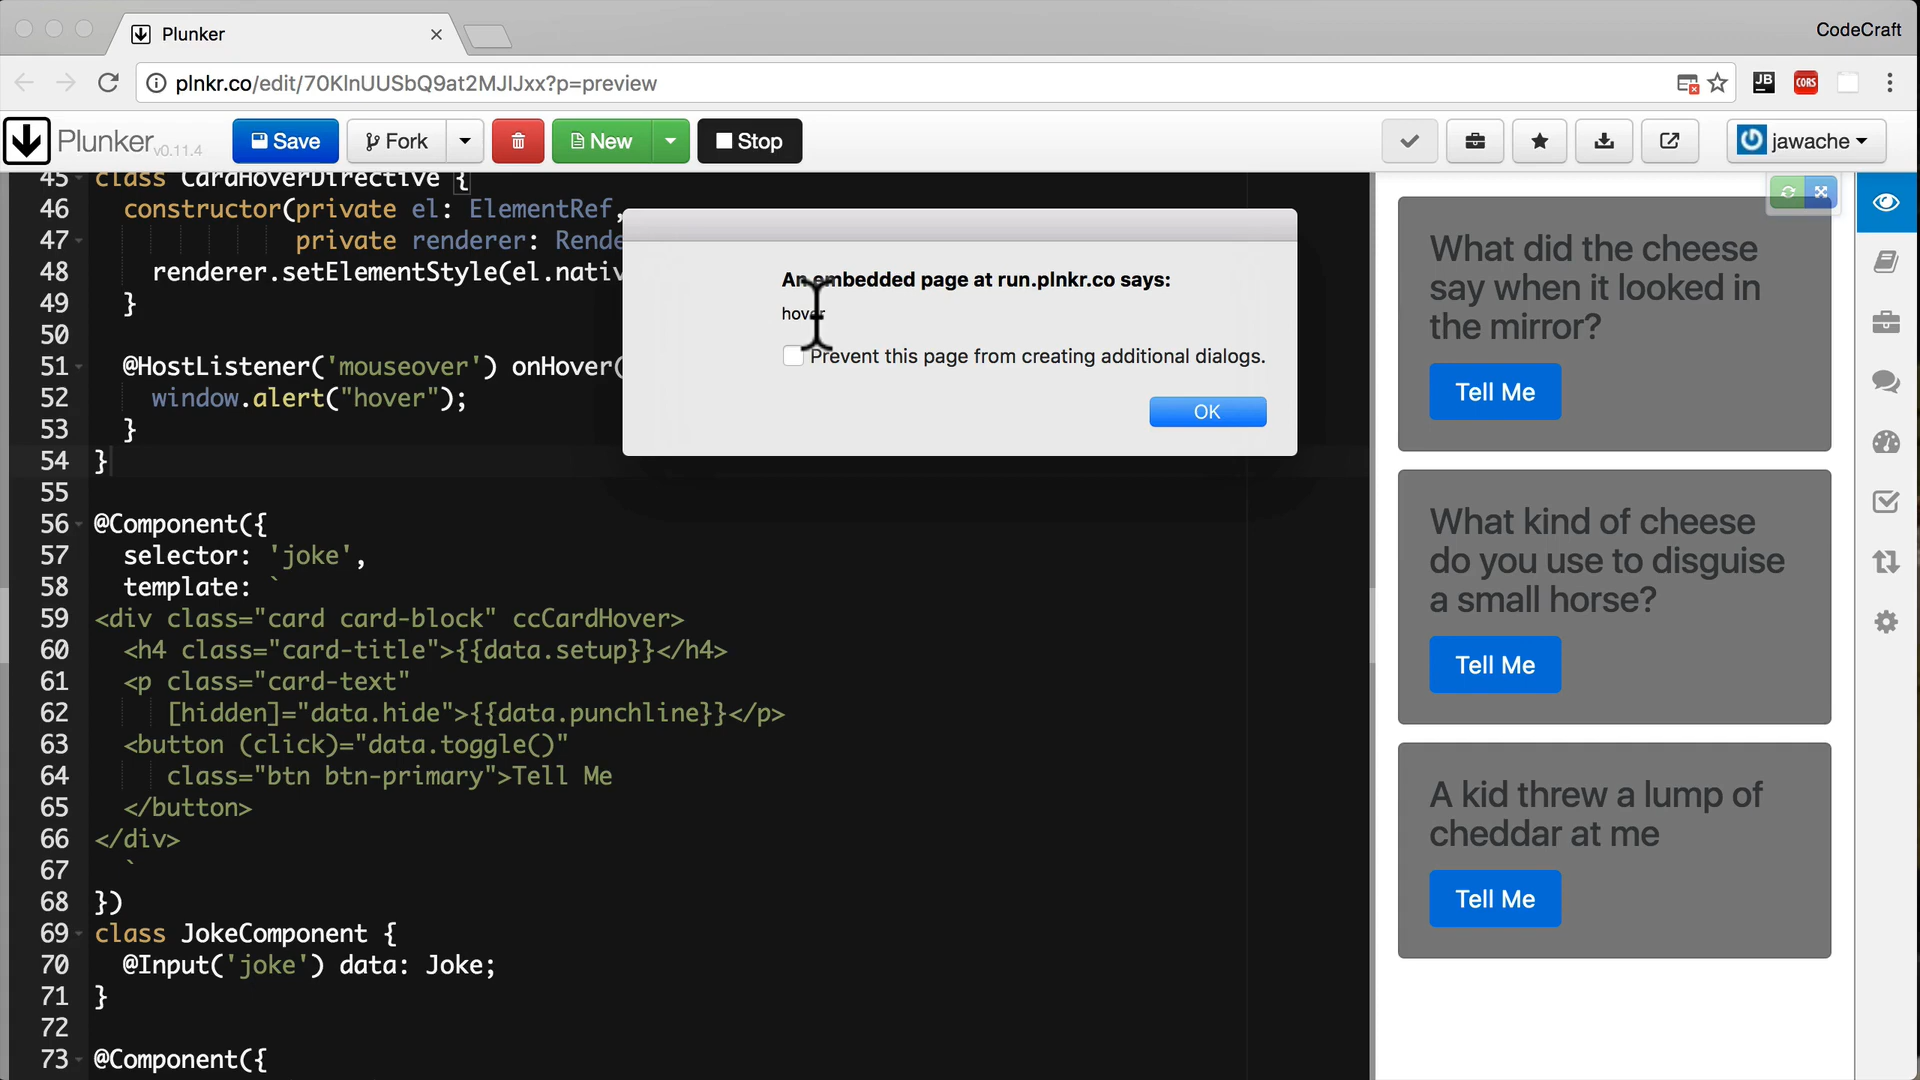 Plunker
CodeCraft
plnkr.co/edit/70KlnUUSbQ9at2MJIJxx?p=preview
JB
CORS
Plunker v0.11.4
Save
Fork
New
Stop
jawache
45 class CardHoverDirective {
46 constructor(private el: ElementRef,
47 private renderer: Rende
48 renderer.setElementStyle(el.nativ
49 }
50
51 @HostListener('mouseover') onHover(
52 window.alert("hover");
53 }
54 }
55
56 @Component({
57 selector: 'joke',
58 template: `
59 <div class="card card-block" ccCardHover>
60 <h4 class="card-title">{{data.setup}}</h4>
61 <p class="card-text"
62 [hidden]="data.hide">{{data.punchline}}</p>
63 <button (click)="data.toggle()"
64 class="btn btn-primary">Tell Me
65 </button>
66 </div>
67 `
68 })
69 class JokeComponent {
70 @Input('joke') data: Joke;
71 }
72
73 @Component({
An embedded page at run.plnkr.co says:
hover
Prevent this page from creating additional dialogs.
OK
What did the cheese
say when it looked in
the mirror?
Tell Me
What kind of cheese
do you use to disguise
a small horse?
Tell Me
A kid threw a lump of
cheddar at me
Tell Me